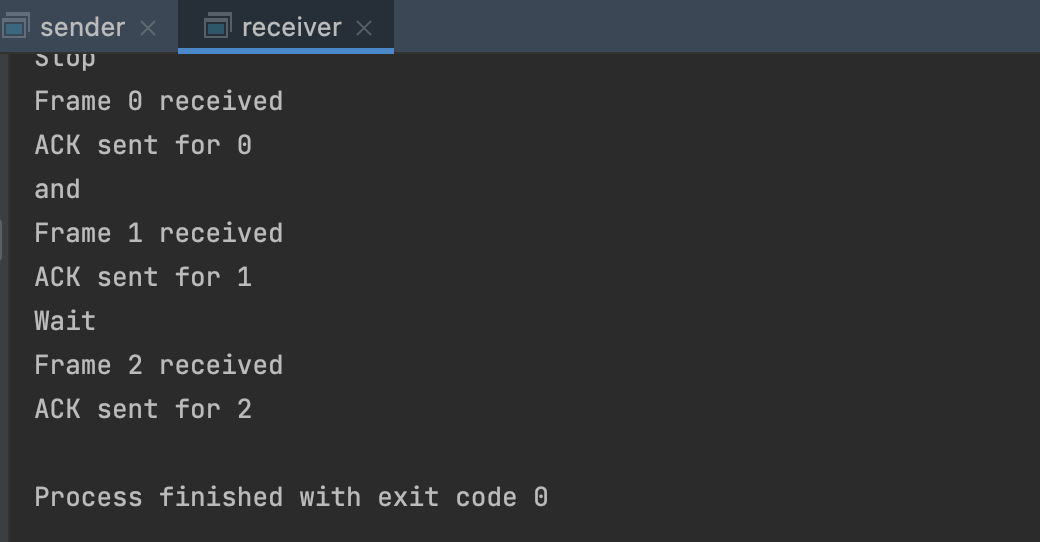 sender
receiver
Stop
Frame 0 received
ACK sent for 0
and
Frame 1 received
ACK sent for 1
Wait
Frame 2 received
ACK sent for 2
Process finished with exit code 0